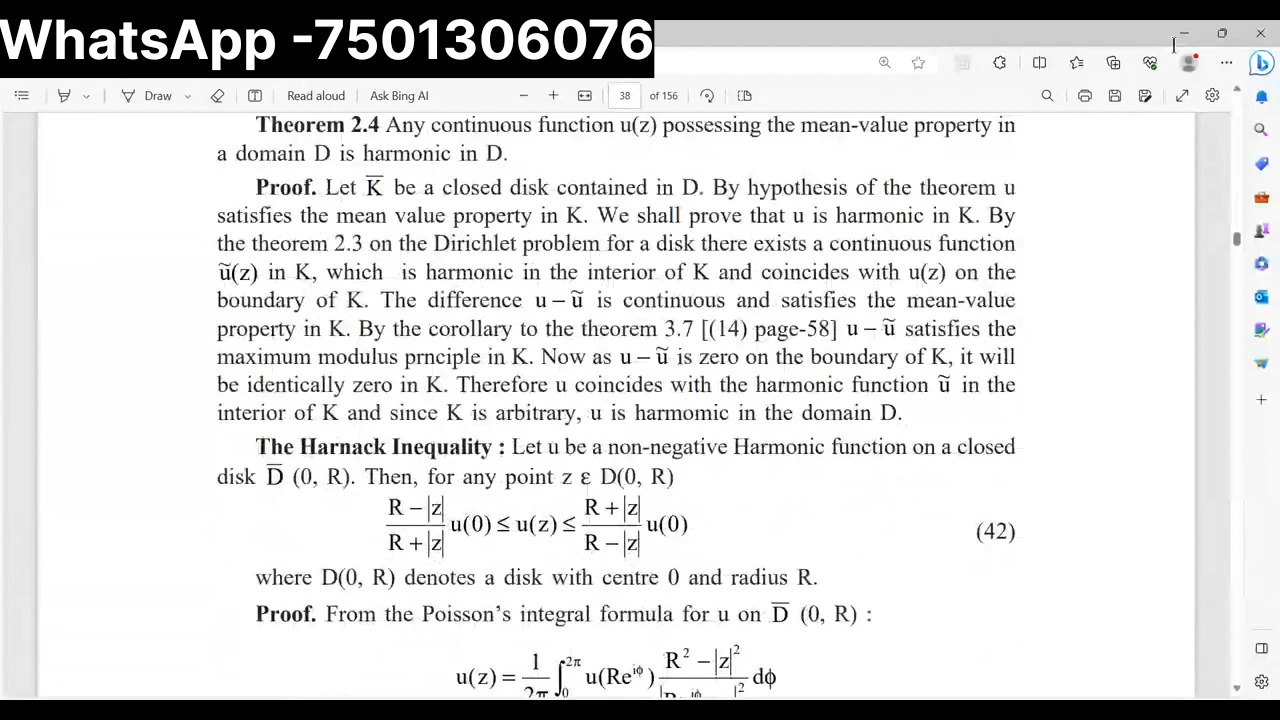 WhatsApp -7501306076
Draw
Read aloud
Ask Bing AI
38
of 156
Theorem 2.4 Any continuous function u(z) possessing the mean-value property in
a domain D is harmonic in D.
Proof. Let K̅ be a closed disk contained in D. By hypothesis of the theorem u
satisfies the mean value property in K. We shall prove that u is harmonic in K. By
the theorem 2.3 on the Dirichlet problem for a disk there exists a continuous function
ũ(z) in K, which is harmonic in the interior of K and coincides with u(z) on the
boundary of K. The difference u – ũ is continuous and satisfies the mean-value
property in K. By the corollary to the theorem 3.7 [(14) page-58] u – ũ satisfies the
maximum modulus prnciple in K. Now as u – ũ is zero on the boundary of K, it will
be identically zero in K. Therefore u coincides with the harmonic function ũ in the
interior of K and since K is arbitrary, u is harmomic in the domain D.
The Harnack Inequality : Let u be a non-negative Harmonic function on a closed
disk D̅ (0, R). Then, for any point z ε D(0, R)
R – |z| / R + |z| u(0) ≤ u(z) ≤ R + |z| / R – |z| u(0) (42)
where D(0, R) denotes a disk with centre 0 and radius R.
Proof. From the Poisson's integral formula for u on D̅ (0, R) :
u(z) = 1/2π ∫₀^2π u(Re^iϕ) R² – |z|² dϕ